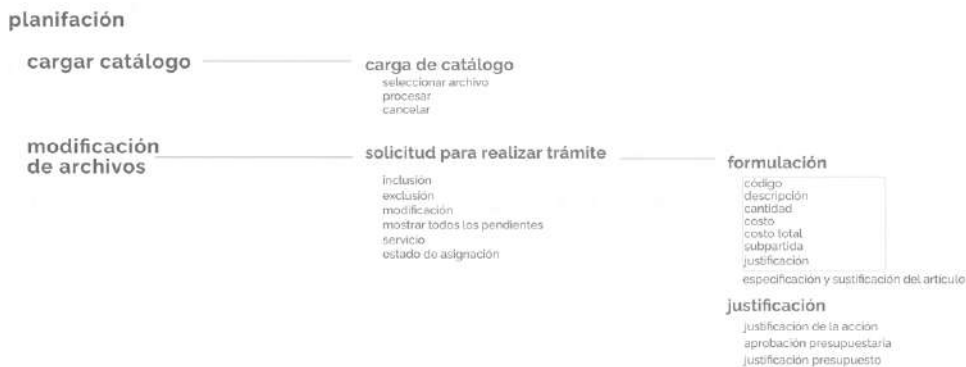 planifación
cargar catálogo
carga de catálogo
seleccionar archivo
procesar
cancelar
modificación
de archivos
solicitud para realizar trámite
inclusión
exclusión
modificación
mostrar todos los pendientes
servicio
estado de asignación
formulación
código
descripción
cantidad
costo
costo total
subpartida
justificación
especificación y sustificación del artículo
justificación
justificación de la acción
aprobación presupuestaria
justificación presupuesto